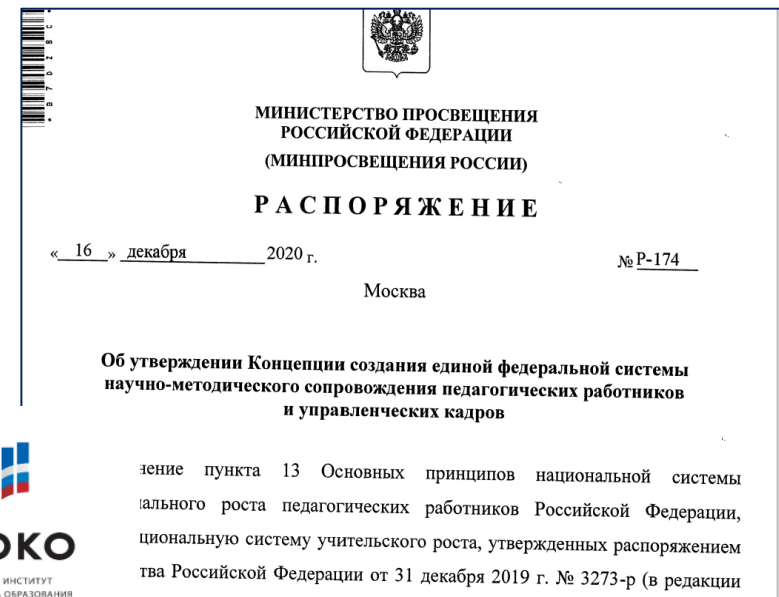 МИНИСТЕРСТВО ПРОСВЕЩЕНИЯ
РОССИЙСКОЙ ФЕДЕРАЦИИ
(МИНПРОСВЕЩЕНИЯ РОССИИ)
РАСПОРЯЖЕНИЕ
« 16 » декабря 2020 г. № Р-174
Москва
Об утверждении Концепции создания единой федеральной системы
научно-методического сопровождения педагогических работников
и управленческих кадров
пункта 13 Основных принципов национальной системы
роста педагогических работников Российской Федерации,
систему учительского роста, утвержденных распоряжением
Российской Федерации от 31 декабря 2019 г. № 3273-р (в редакции
ОКО
ИНСТИТУТ
ОБРАЗОВАНИЯ